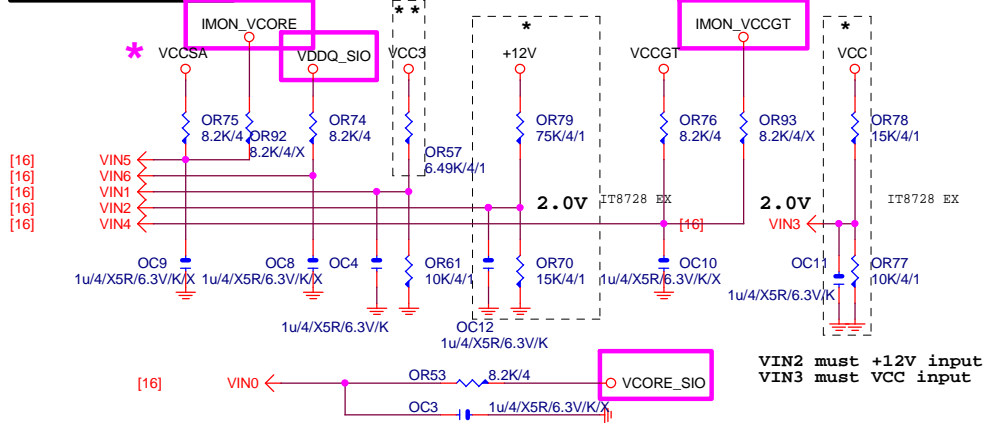 IMON_VCORE
* *
IMON_VCCGT
*
*
* VCCSA
VDDQ_SIO
VCC3
+12V
VCCGT
VCC
OR75
8.2K/4
OR92
8.2K/4/X
OR74
8.2K/4
OR57
6.49K/4/1
OR79
75K/4/1
OR76
8.2K/4
OR93
8.2K/4/X
OR78
15K/4/1
[16] VIN5
[16] VIN6
[16] VIN1
[16] VIN2
[16] VIN4
2.0V
IT8728 EX
[16]
2.0V
VIN3
IT8728 EX
OC9
1u/4/X5R/6.3V/K/X
OC8
1u/4/X5R/6.3V/K/X
OC4
1u/4/X5R/6.3V/K
OR61
10K/4/1
OC12
1u/4/X5R/6.3V/K
OR70
15K/4/1
OC10
1u/4/X5R/6.3V/K/X
OC11
1u/4/X5R/6.3V/K
OR77
10K/4/1
VIN2 must +12V input
VIN3 must VCC input
[16] VIN0
OR53
8.2K/4
VCORE_SIO
OC3
1u/4/X5R/6.3V/K/X